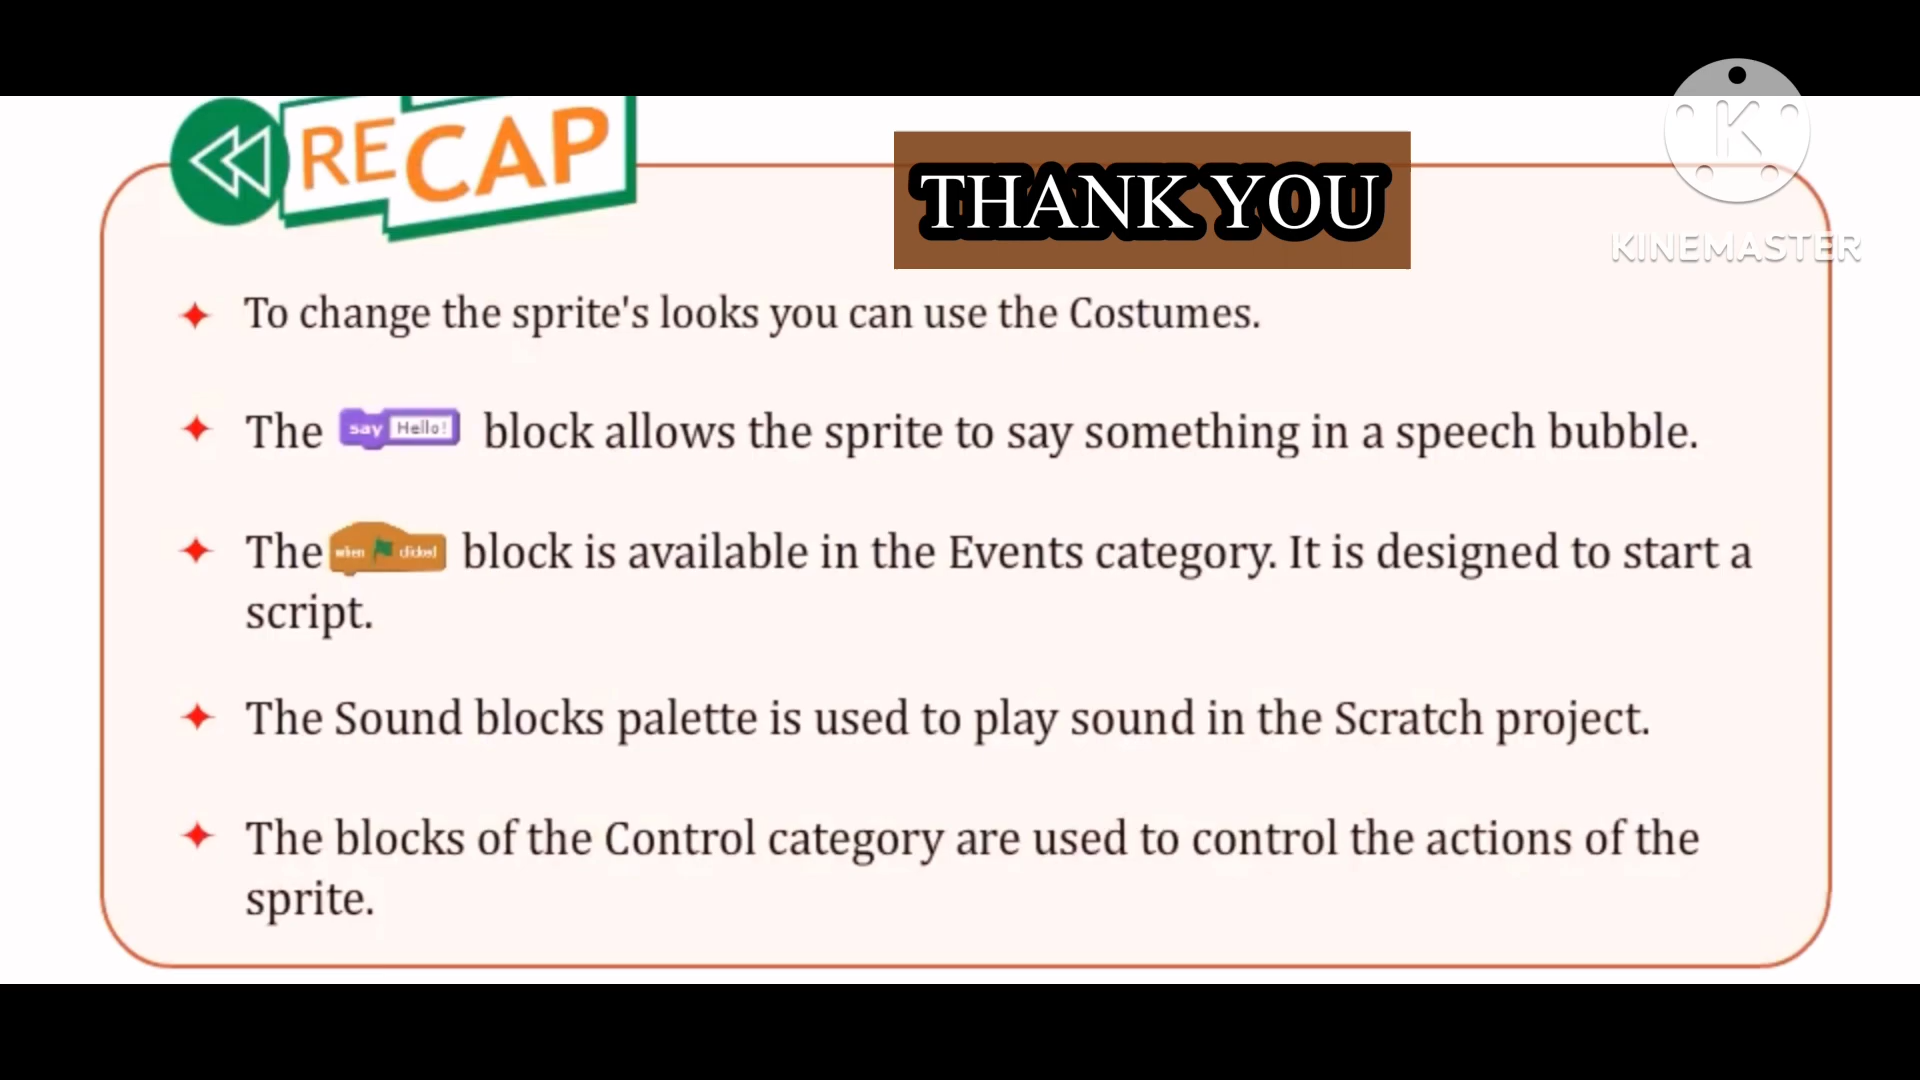 RECAP
THANK YOU
KINEMASTER
To change the sprite's looks you can use the Costumes.
The say Hello! block allows the sprite to say something in a speech bubble.
The when clicked block is available in the Events category. It is designed to start a
script.
The Sound blocks palette is used to play sound in the Scratch project.
The blocks of the Control category are used to control the actions of the
sprite.